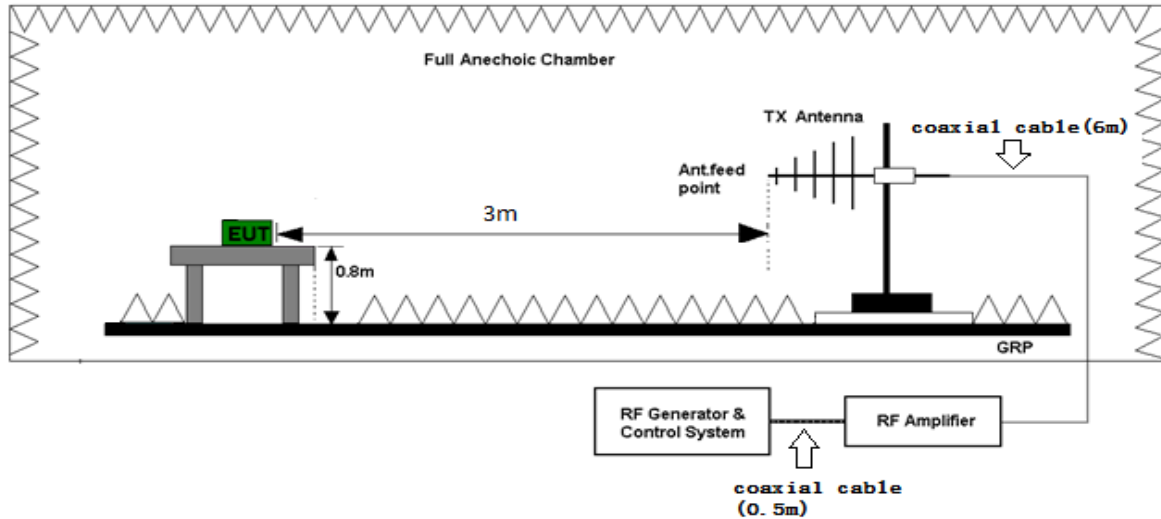 Full Anechoic Chamber
TX Antenna
coaxial cable(6m)
Ant.feed
point
3m
EUT
0.8m
GRP
RF Generator &
Control System
RF Amplifier
coaxial cable
(0.5m)